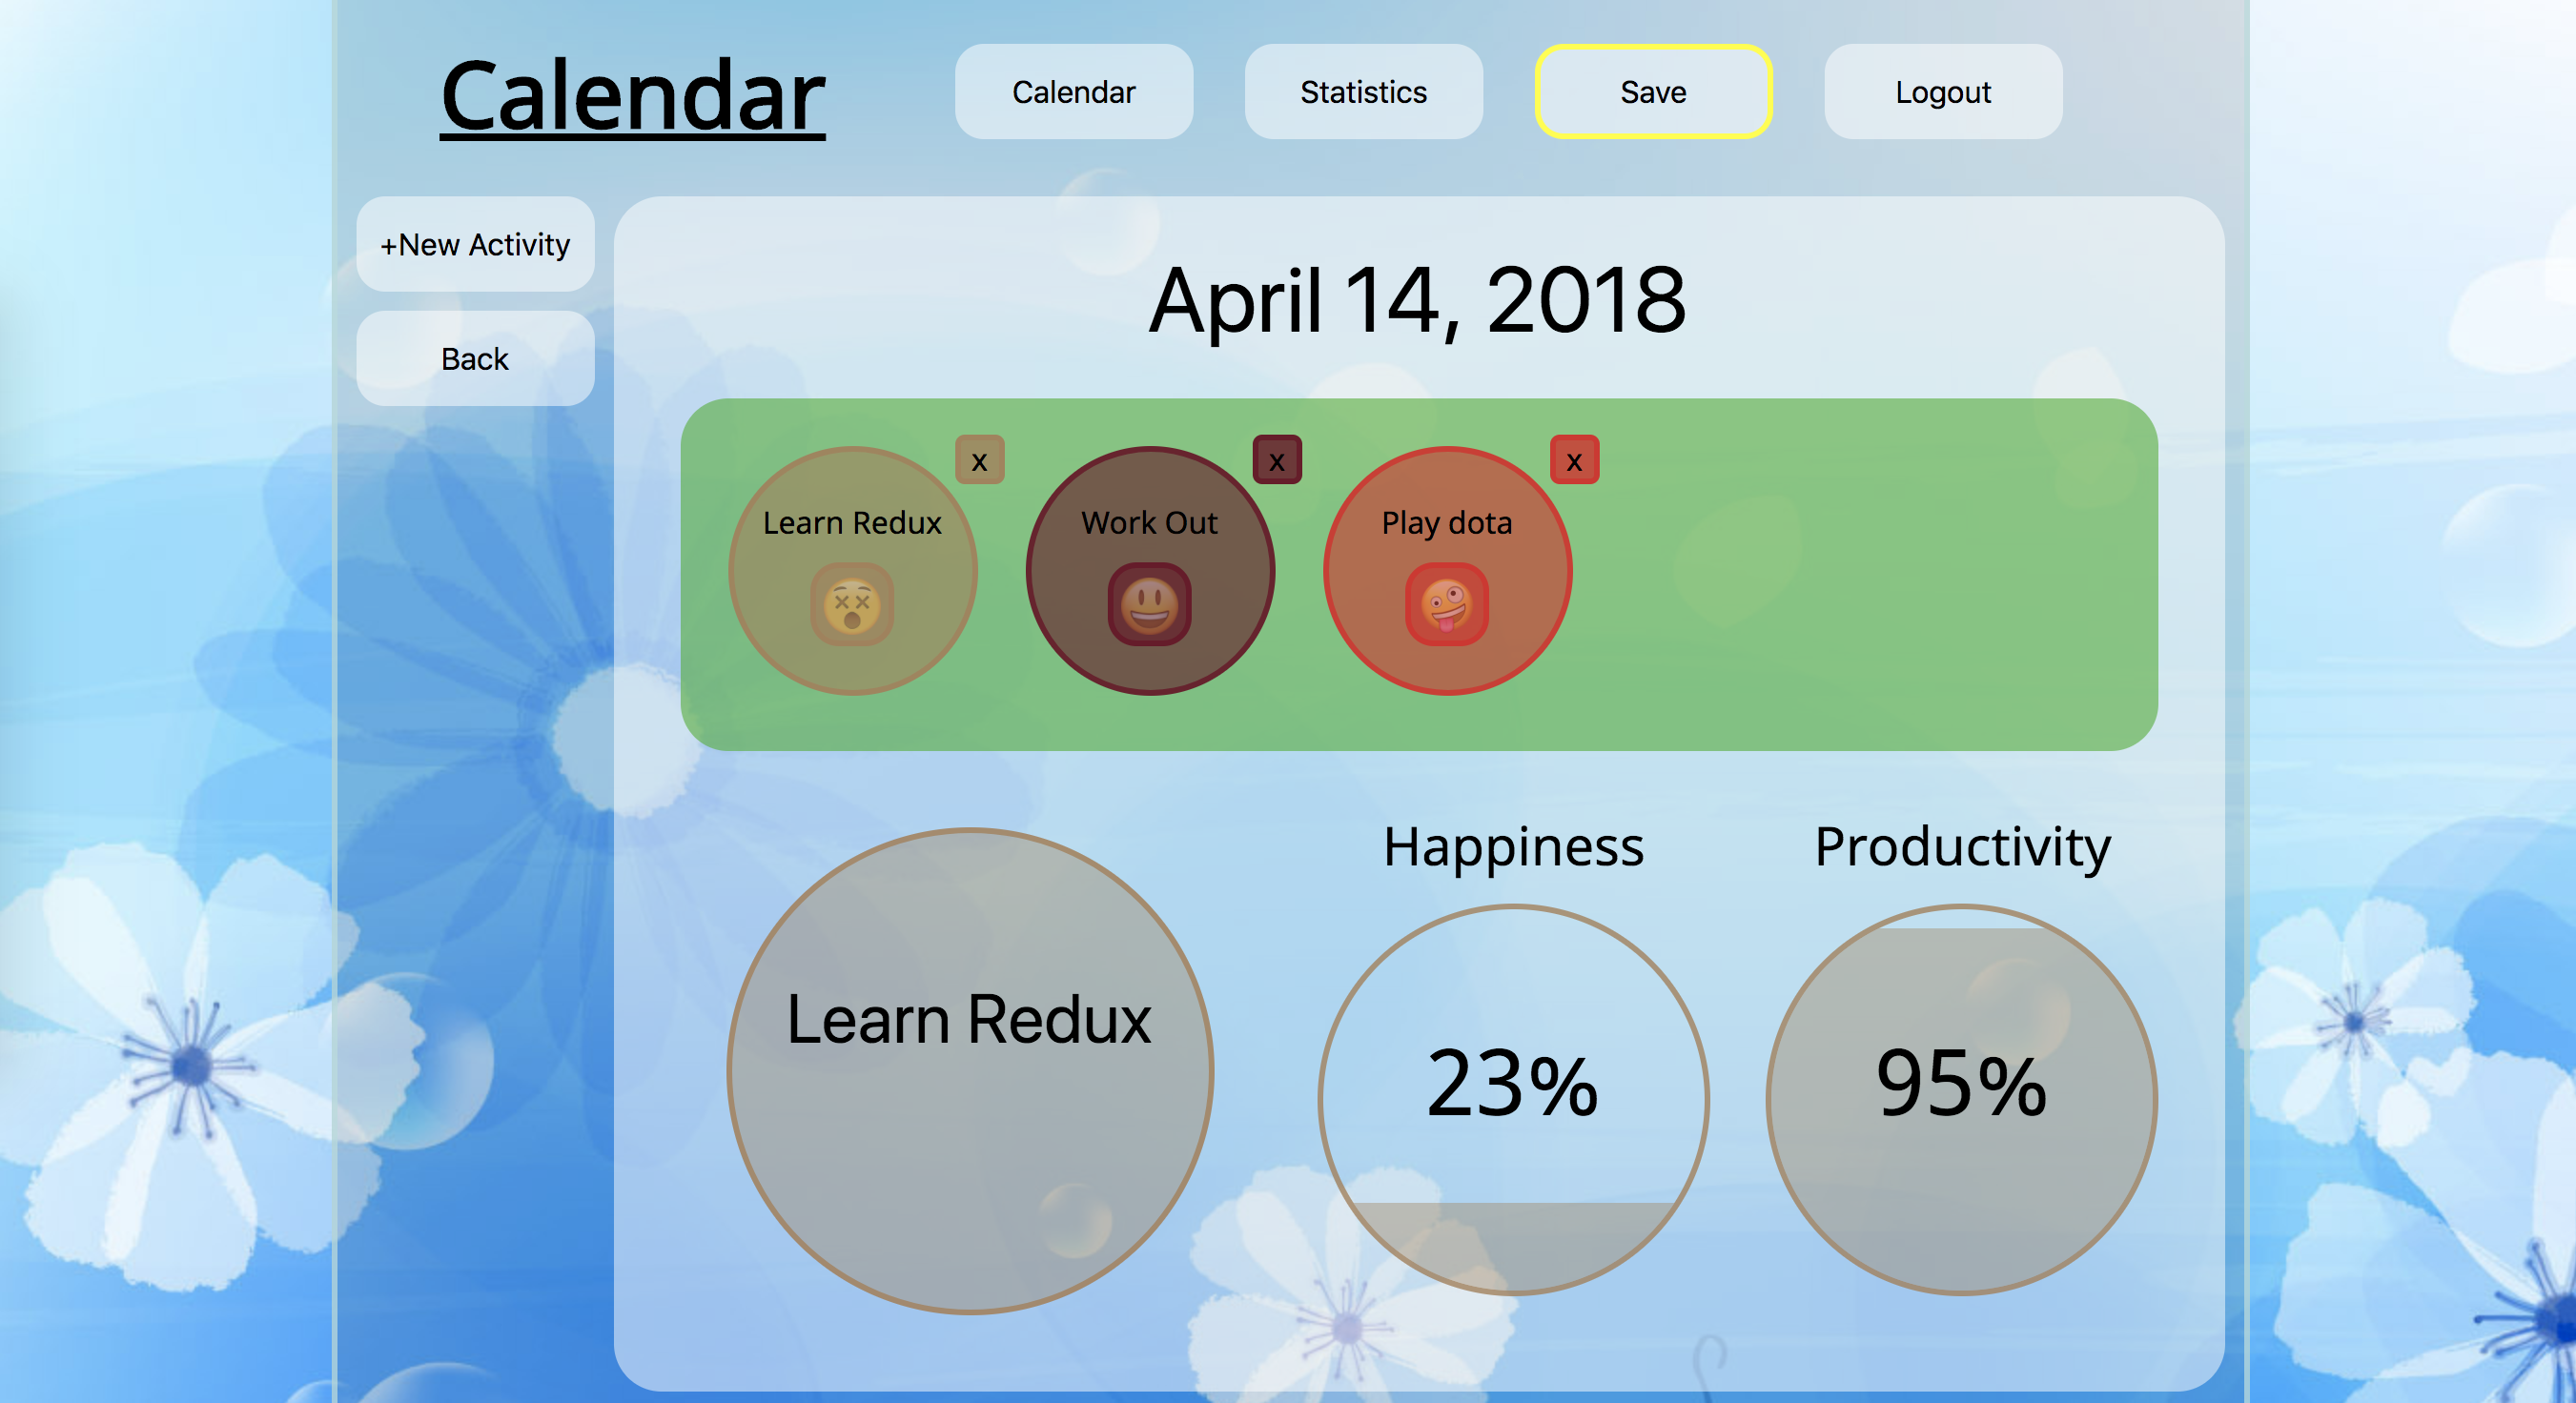 Calendar
Calendar
Statistics
Save
Logout
+New Activity
Back
April 14, 2018
x
x
x
Learn Redux
Work Out
Play dota
Happiness
Productivity
Learn Redux
23%
95%